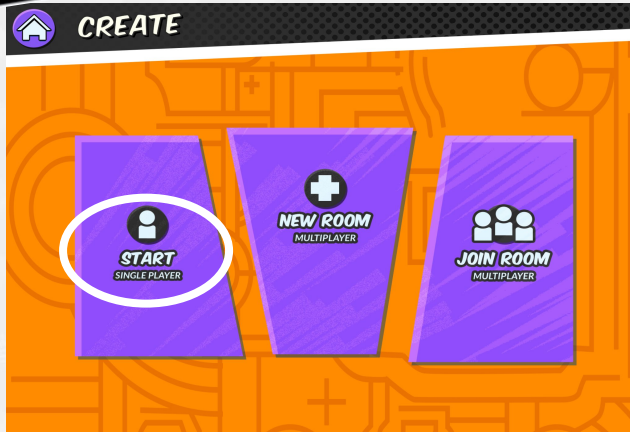 CREATE
START
SINGLE PLAYER
NEW ROOM
MULTIPLAYER
JOIN ROOM
MULTIPLAYER